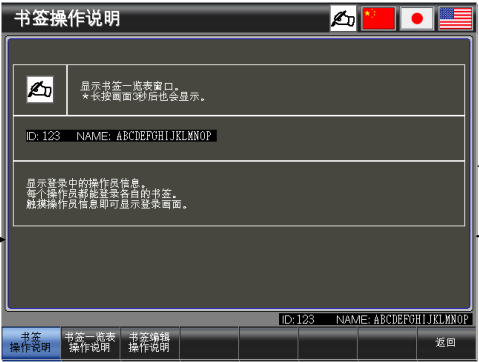 书签操作说明
显示书签一览表窗口。
*长按画面3秒后也会显示。
ID: 123 NAME: ABCDEFGHIJKLMNOP
显示登录中的操作员信息。
每个操作员都能登录各自的书签。
触摸操作员信息即可显示登录画面。
ID: 123 NAME: ABCDEFGHIJKLMNOP
书签
操作说明
书签一览表
操作说明
书签编辑
操作说明
返回